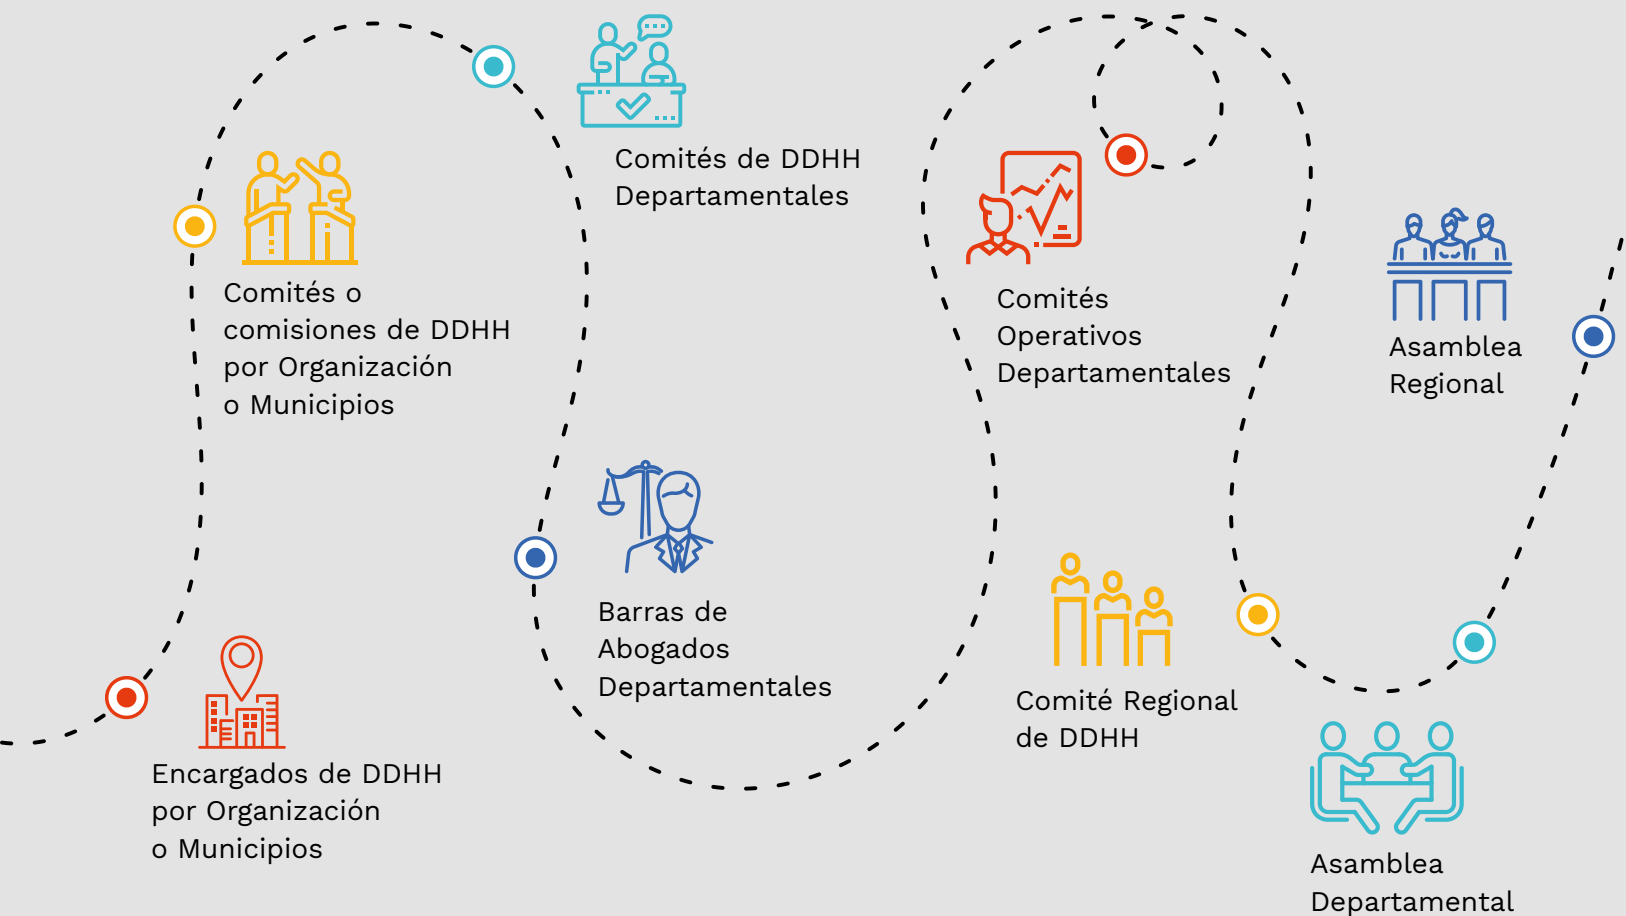 Encargados de DDHH
por Organización
o Municipios
Comités o
comisiones de DDHH
por Organización
o Municipios
Comités de DDHH
Departamentales
Barras de
Abogados
Departamentales
Comités
Operativos
Departamentales
Comité Regional
de DDHH
Asamblea
Departamental
Asamblea
Regional